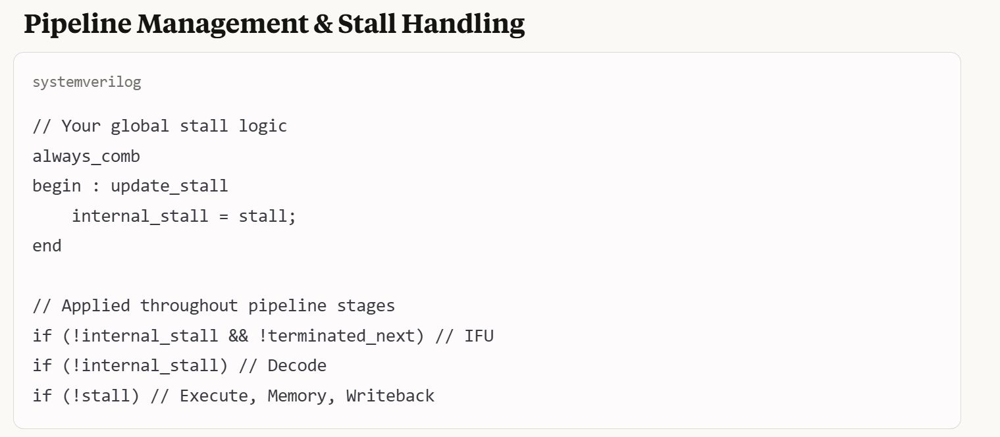 Pipeline Management & Stall Handling
systemverilog
// Your global stall logic
always_comb
begin : update_stall
    internal_stall = stall;
end
// Applied throughout pipeline stages
if (!internal_stall && !terminated_next) // IFU
if (!internal_stall) // Decode
if (!stall) // Execute, Memory, Writeback